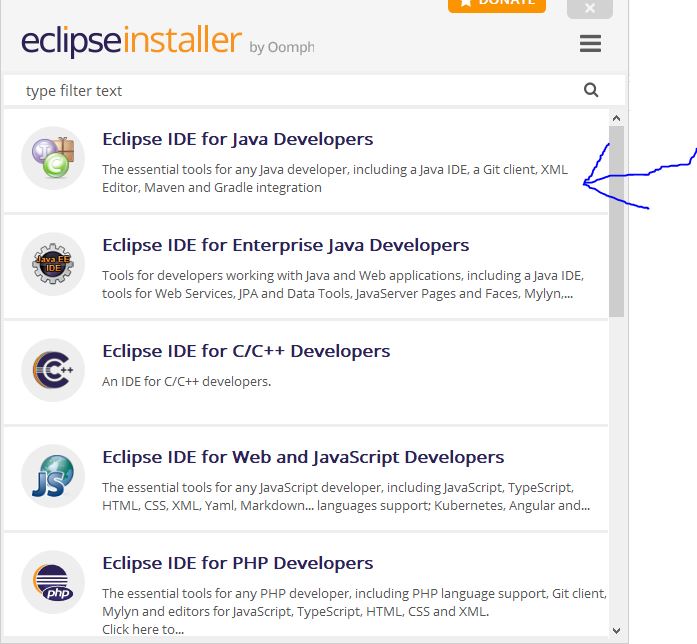 DONATE
eclipseinstaller by Oomph
type filter text
Eclipse IDE for Java Developers
The essential tools for any Java developer, including a Java IDE, a Git client, XML
Editor, Maven and Gradle integration
Eclipse IDE for Enterprise Java Developers
Java EE
IDE
Tools for developers working with Java and Web applications, including a Java IDE,
tools for Web Services, JPA and Data Tools, JavaServer Pages and Faces, Mylyn,...
Eclipse IDE for C/C++ Developers
C++
An IDE for C/C++ developers.
Eclipse IDE for Web and JavaScript Developers
JS
The essential tools for any JavaScript developer, including JavaScript, TypeScript,
HTML, CSS, XML, Yaml, Markdown... languages support; Kubernetes, Angular and...
Eclipse IDE for PHP Developers
php
The essential tools for any PHP developer, including PHP language support, Git client,
Mylyn and editors for JavaScript, TypeScript, HTML, CSS and XML.
Click here to...